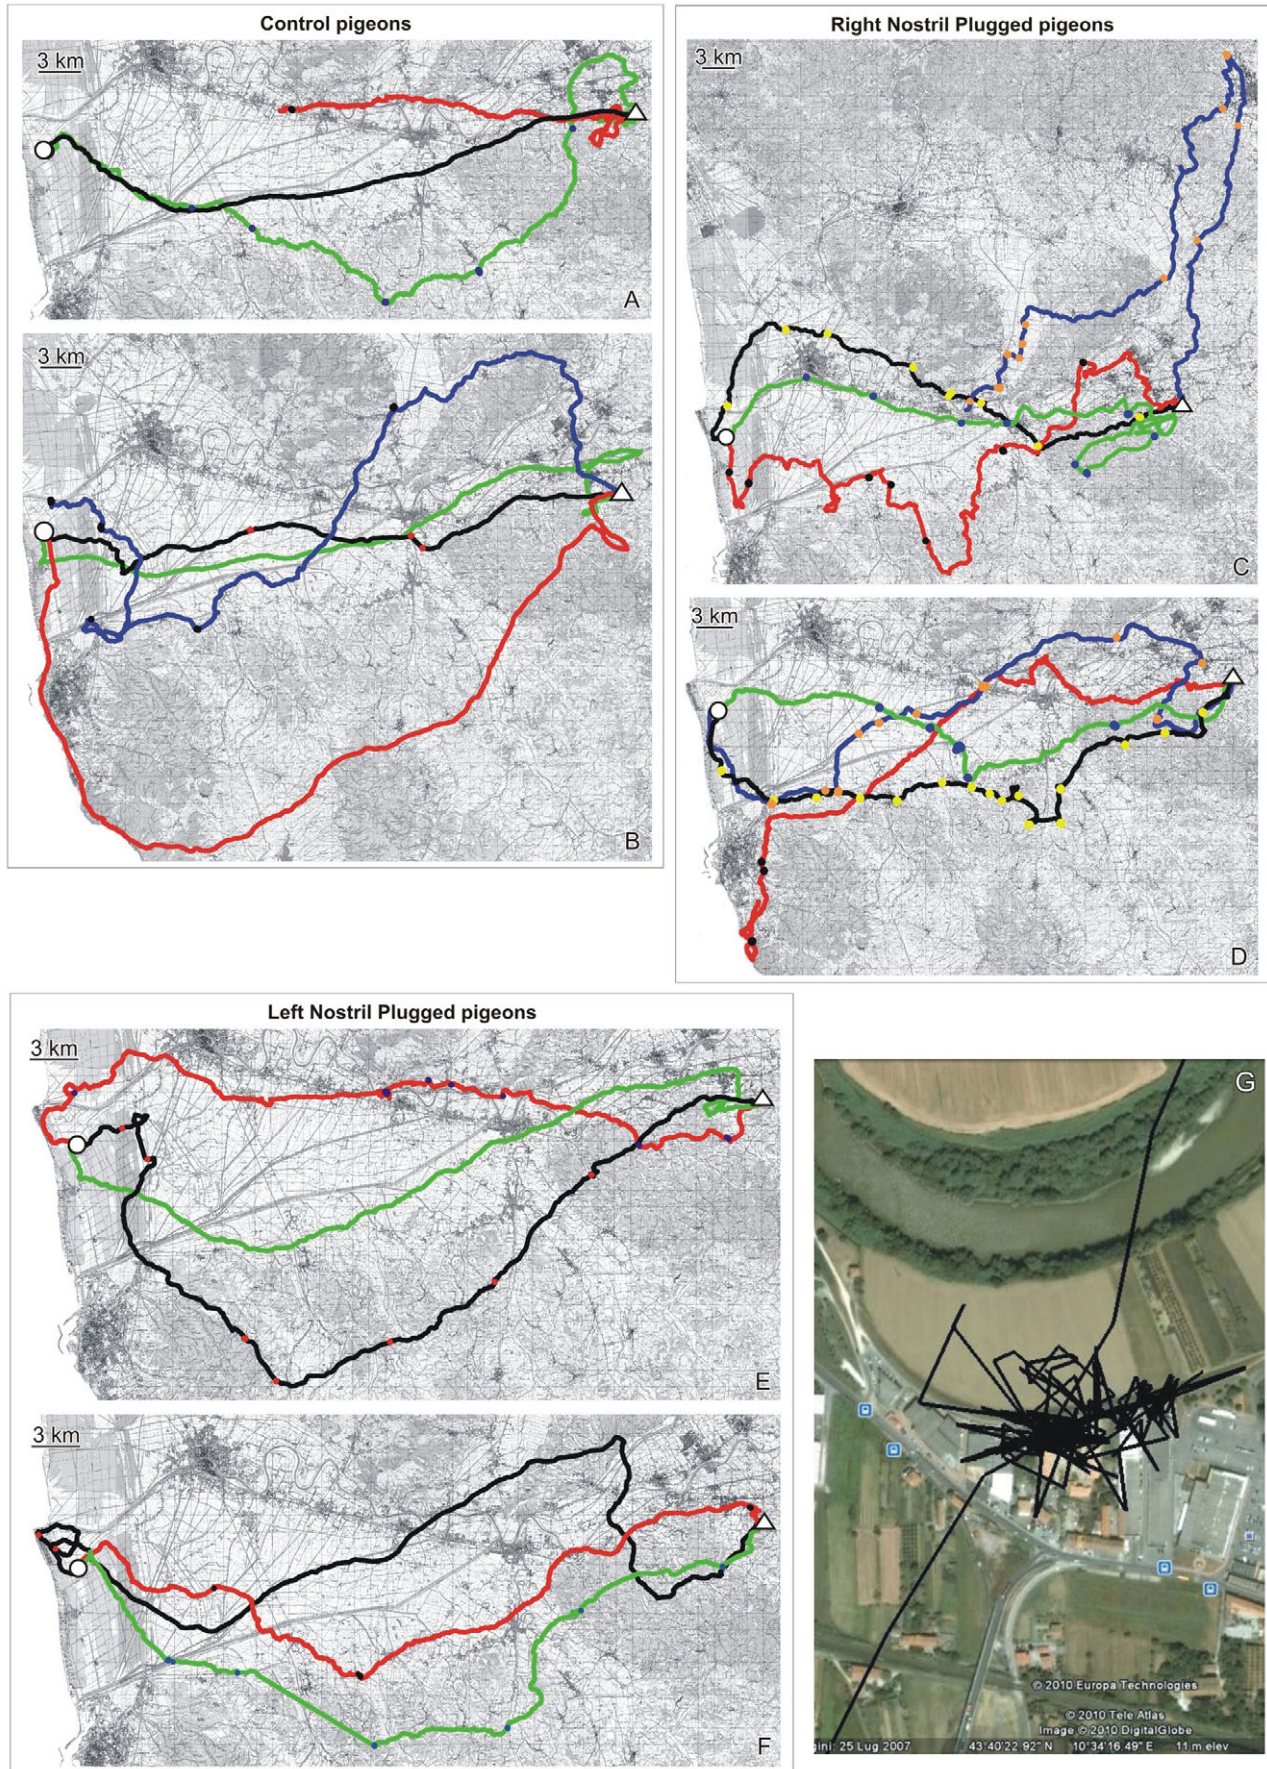 Control pigeons
3 km
A
3 km
B
Right Nostril Plugged pigeons
3 km
C
3 km
D
Left Nostril Plugged pigeons
3 km
E
3 km
F
G
© 2010 Europa Technologies
© 2010 Tele Atlas
Image © 2010 DigitalGlobe
gini: 25 Lug 2007 43°40'22.92" N 10°34'16.49" E 11 m elev